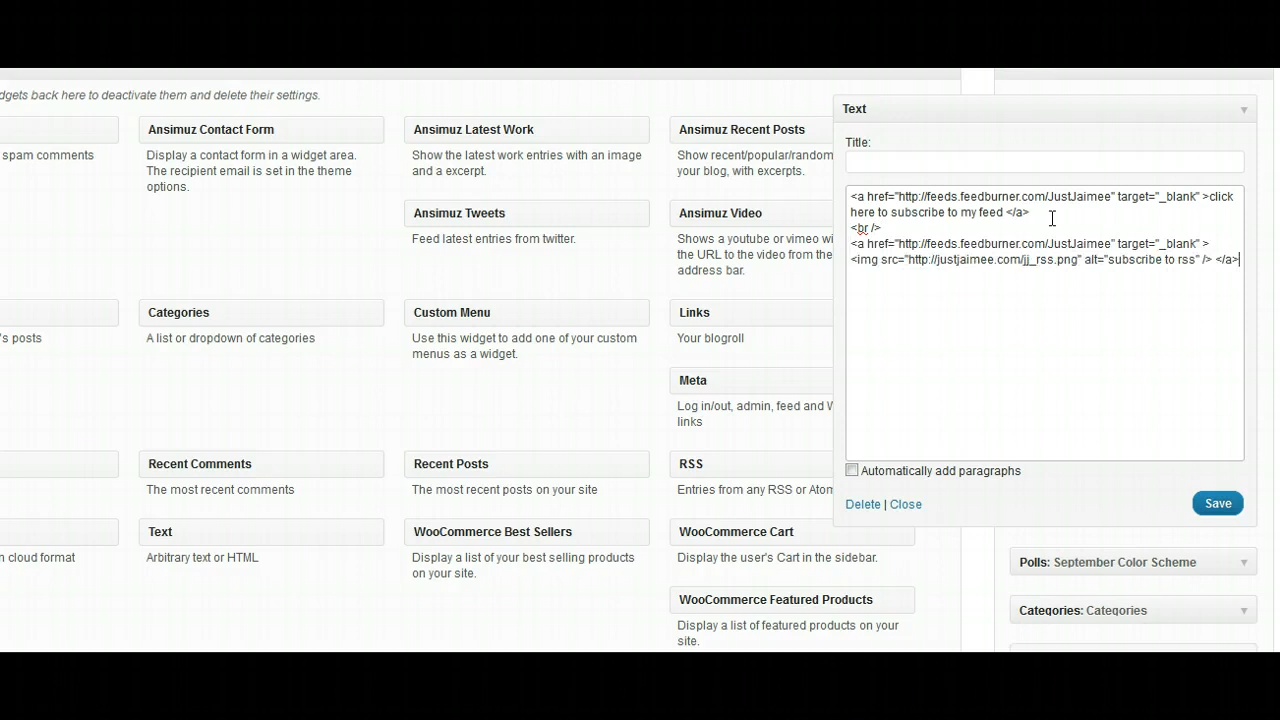 dgets back here to deactivate them and delete their settings.
spam comments
's posts
n cloud format
Ansimuz Contact Form
Display a contact form in a widget area.
The recipient email is set in the theme
options.
Categories
A list or dropdown of categories
Recent Comments
The most recent comments
Text
Arbitrary text or HTML
Ansimuz Latest Work
Show the latest work entries with an image
and a excerpt.
Ansimuz Tweets
Feed latest entries from twitter.
Custom Menu
Use this widget to add one of your custom
menus as a widget.
Recent Posts
The most recent posts on your site
WooCommerce Best Sellers
Display a list of your best selling products
on your site.
Ansimuz Recent Posts
Show recent/popular/random
your blog, with exerpts.
Ansimuz Video
Shows a youtube or vimeo wi
the URL to the video from the
address bar.
Links
Your blogroll
Meta
Log in/out, admin, feed and W
links
RSS
Entries from any RSS or Atom
WooCommerce Cart
Display the user's Cart in the sidebar.
WooCommerce Featured Products
Display a list of featured products on your
site.
Text
Title:
<a href="http://feeds.feedburner.com/JustJaimee" target="_blank" >click
here to subscribe to my feed </a>
<br />
<a href="http://feeds.feedburner.com/JustJaimee" target="_blank" >
<img src="http://justjaimee.com/jj_rss.png" alt="subscribe to rss" /> </a>
Automatically add paragraphs
Delete | Close
Save
Polls: September Color Scheme
Categories: Categories